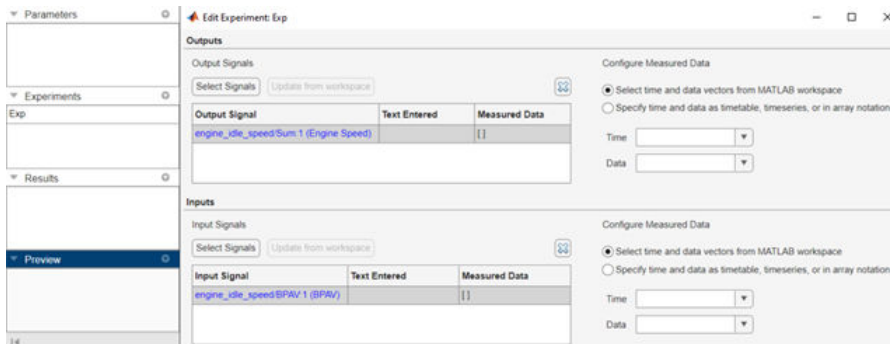 Parameters
Experiments
Exp
Results
Preview
Edit Experiment: Exp
Outputs
Output Signals
Select Signals Update from workspace
Output Signal Text Entered Measured Data
engine_idle_speed/Sum:1 (Engine Speed) []
Configure Measured Data
Select time and data vectors from MATLAB workspace
Specify time and data as timetable, timeseries, or in array notation
Time
Data
Inputs
Input Signals
Select Signals Update from workspace
Input Signal Text Entered Measured Data
engine_idle_speed/BPAV:1 (BPAV) []
Configure Measured Data
Select time and data vectors from MATLAB workspace
Specify time and data as timetable, timeseries, or in array notation
Time
Data